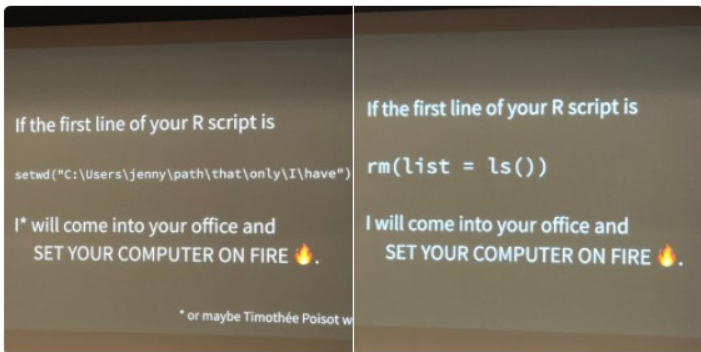 If the first line of your R script is
setwd("C:\Users\jenny\path\that\only\I\have")
I* will come into your office and
SET YOUR COMPUTER ON FIRE 🔥.
* or maybe Timothée Poisot w
If the first line of your R script is
rm(list = ls())
I will come into your office and
SET YOUR COMPUTER ON FIRE 🔥.